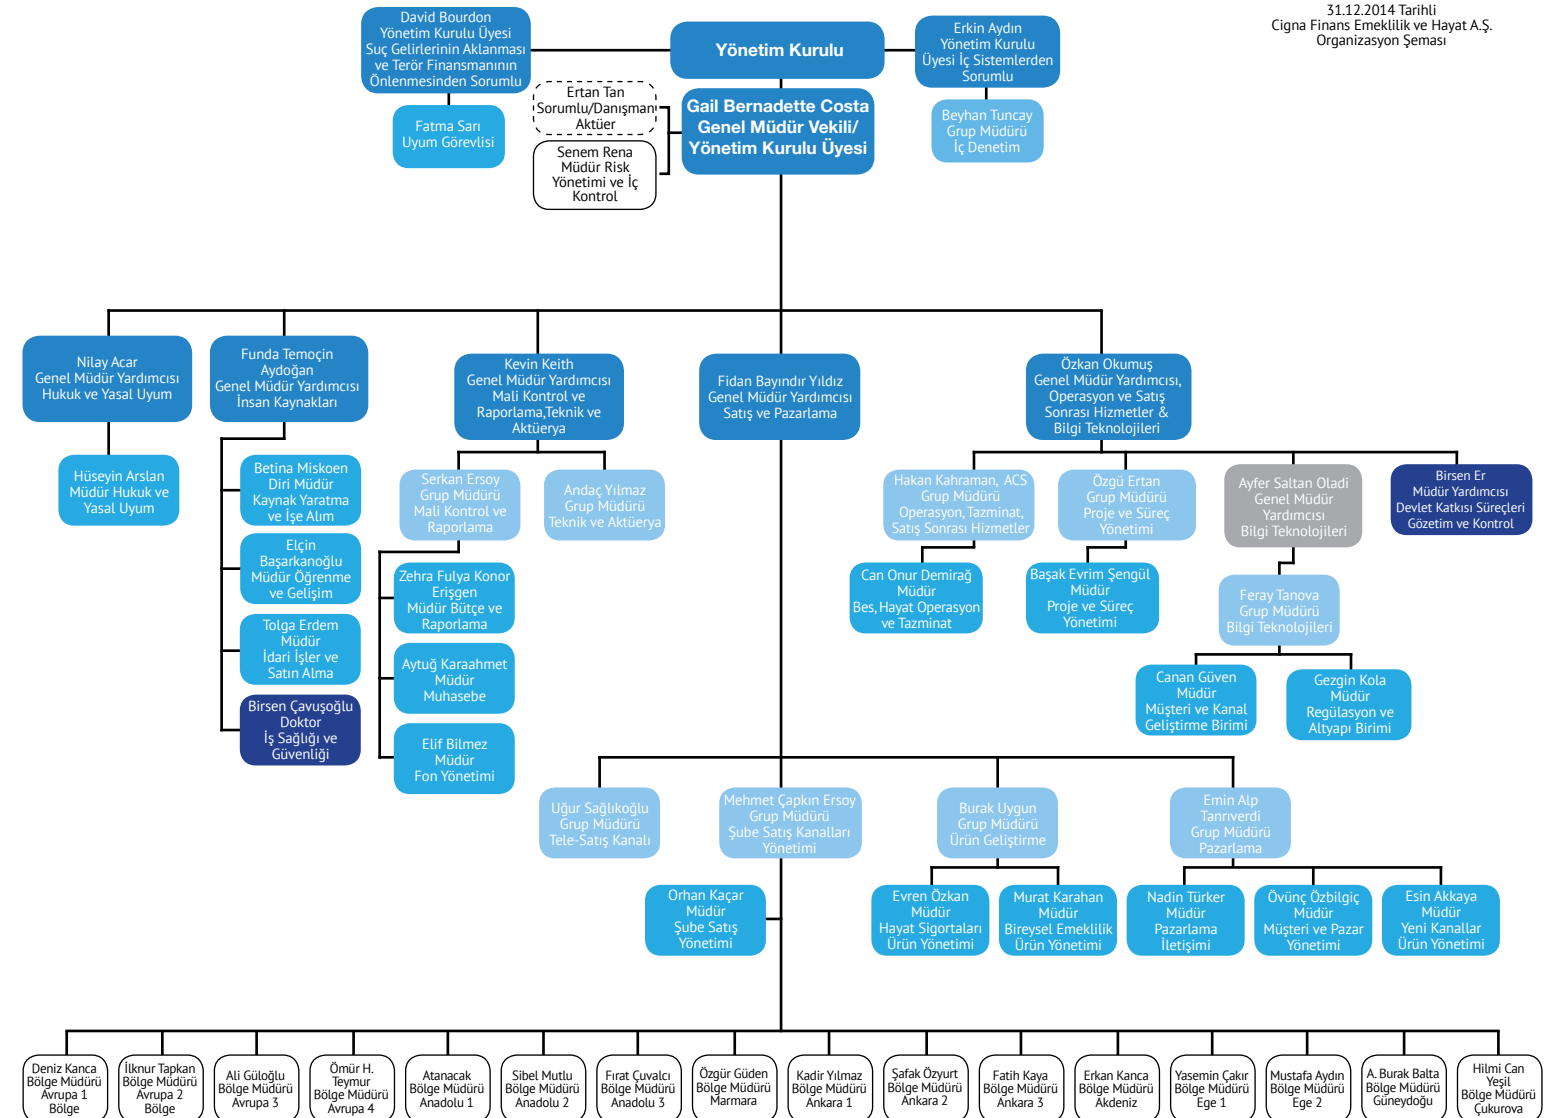 31.12.2014 Tarihli
Cigna Finans Emeklilik ve Hayat A.Ş.
Organizasyon Şeması
David Bourdon
Yönetim Kurulu Üyesi
Suç Gelirlerinin Aklanması
ve Terör Finansmanının
Önlenmesinden Sorumlu
Yönetim Kurulu
Erkin Aydın
Yönetim Kurulu
Üyesi İç Sistemlerden
Sorumlu
Fatma Sarı
Uyum Görevlisi
Ertan Tan
Sorumlu/Danışman
Aktüer
Senem Rena
Müdür Risk
Yönetimi ve İç
Kontrol
Gail Bernadette Costa
Genel Müdür Vekili/
Yönetim Kurulu Üyesi
Beyhan Tuncay
Grup Müdürü
İç Denetim
Nilay Acar
Genel Müdür Yardımcısı
Hukuk ve Yasal Uyum
Funda Temoçin
Aydoğan
Genel Müdür Yardımcısı
İnsan Kaynakları
Kevin Keith
Genel Müdür Yardımcısı
Mali Kontrol ve
Raporlama,Teknik ve
Aktüerya
Fidan Bayındır Yıldız
Genel Müdür Yardımcısı
Satış ve Pazarlama
Özkan Okumuş
Genel Müdür Yardımcısı,
Operasyon ve Satış
Sonrası Hizmetler &
Bilgi Teknolojileri
Hüseyin Arslan
Müdür Hukuk ve
Yasal Uyum
Betina Miskoen
Diri Müdür
Kaynak Yaratma
ve İşe Alım
Elçin
Başarkanoğlu
Müdür Öğrenme
ve Gelişim
Tolga Erdem
Müdür
İdari İşler ve
Satın Alma
Birsen Çavuşoğlu
Doktor
İş Sağlığı ve
Güvenliği
Serkan Ersoy
Grup Müdürü
Mali Kontrol ve
Raporlama
Andaç Yılmaz
Grup Müdürü
Teknik ve Aktüerya
Zehra Fulya Konor
Erişgen
Müdür Bütçe ve
Raporlama
Aytuğ Karaahmet
Müdür
Muhasebe
Elif Bilmez
Müdür
Fon Yönetimi
Hakan Kahraman, ACS
Grup Müdürü
Operasyon, Tazminat,
Satış Sonrası Hizmetler
Özgü Ertan
Grup Müdürü
Proje ve Süreç
Yönetimi
Ayfer Saltan Oladi
Genel Müdür
Yardımcısı
Bilgi Teknolojileri
Birsen Er
Müdür Yardımcısı
Devlet Katkısı Süreçleri
Gözetim ve Kontrol
Can Onur Demirağ
Müdür
Bes, Hayat Operasyon
ve Tazminat
Başak Evrim Şengül
Müdür
Proje ve Süreç
Yönetimi
Feray Tanova
Grup Müdürü
Bilgi Teknolojileri
Canan Güven
Müdür
Müşteri ve Kanal
Geliştirme Birimi
Gezgin Kola
Müdür
Regülasyon ve
Altyapı Birimi
Uğur Sağlıkoğlu
Grup Müdürü
Tele-Satış Kanalı
Mehmet Çapkın Ersoy
Grup Müdürü
Şube Satış Kanalları
Yönetimi
Burak Uygun
Grup Müdürü
Ürün Geliştirme
Emin Alp
Tanrıverdi
Grup Müdürü
Pazarlama
Orhan Kaçar
Müdür
Şube Satış
Yönetimi
Evren Özkan
Müdür
Hayat Sigortaları
Ürün Yönetimi
Murat Karahan
Müdür
Bireysel Emeklilik
Ürün Yönetimi
Nadin Türker
Müdür
Pazarlama
İletişimi
Övünç Özbilgiç
Müdür
Müşteri ve Pazar
Yönetimi
Esin Akkaya
Müdür
Yeni Kanallar
Ürün Yönetimi
Deniz Kanca
Bölge Müdürü
Avrupa 1
Bölge
İlknur Tapkan
Bölge Müdürü
Avrupa 2
Bölge
Ali Güloğlu
Bölge Müdürü
Avrupa 3
Ömür H.
Teymur
Bölge Müdürü
Avrupa 4
Atanacak
Bölge Müdürü
Anadolu 1
Sibel Mutlu
Bölge Müdürü
Anadolu 2
Fırat Çuvalcı
Bölge Müdürü
Anadolu 3
Özgür Güden
Bölge Müdürü
Marmara
Kadir Yılmaz
Bölge Müdürü
Ankara 1
Şafak Özyurt
Bölge Müdürü
Ankara 2
Fatih Kaya
Bölge Müdürü
Ankara 3
Erkan Kanca
Bölge Müdürü
Akdeniz
Yasemin Çakır
Bölge Müdürü
Ege 1
Mustafa Aydın
Bölge Müdürü
Ege 2
A. Burak Balta
Bölge Müdürü
Güneydoğu
Hilmi Can
Yeşil
Bölge Müdürü
Çukurova